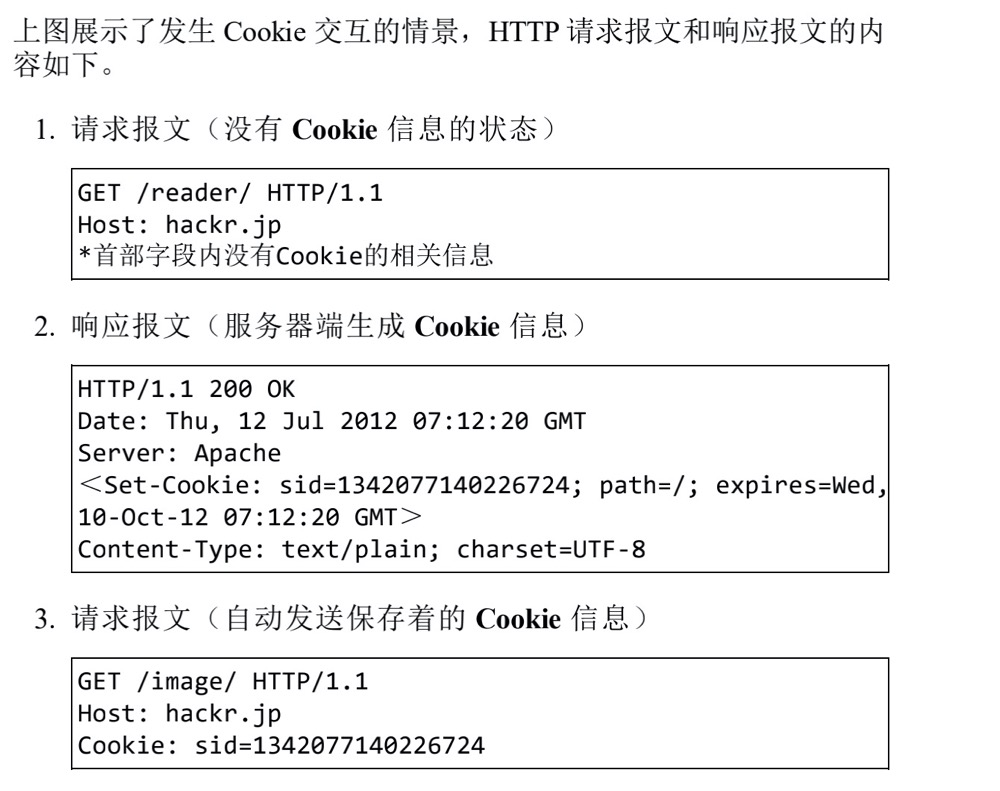 上图展示了发生 Cookie 交互的情景，HTTP 请求报文和响应报文的内
容如下。
1. 请求报文（没有 Cookie 信息的状态）
GET /reader/ HTTP/1.1
Host: hackr.jp
*首部字段内没有Cookie的相关信息
2. 响应报文（服务器端生成 Cookie 信息）
HTTP/1.1 200 OK
Date: Thu, 12 Jul 2012 07:12:20 GMT
Server: Apache
＜Set-Cookie: sid=1342077140226724; path=/; expires=Wed,
10-Oct-12 07:12:20 GMT＞
Content-Type: text/plain; charset=UTF-8
3. 请求报文（自动发送保存着的 Cookie 信息）
GET /image/ HTTP/1.1
Host: hackr.jp
Cookie: sid=1342077140226724